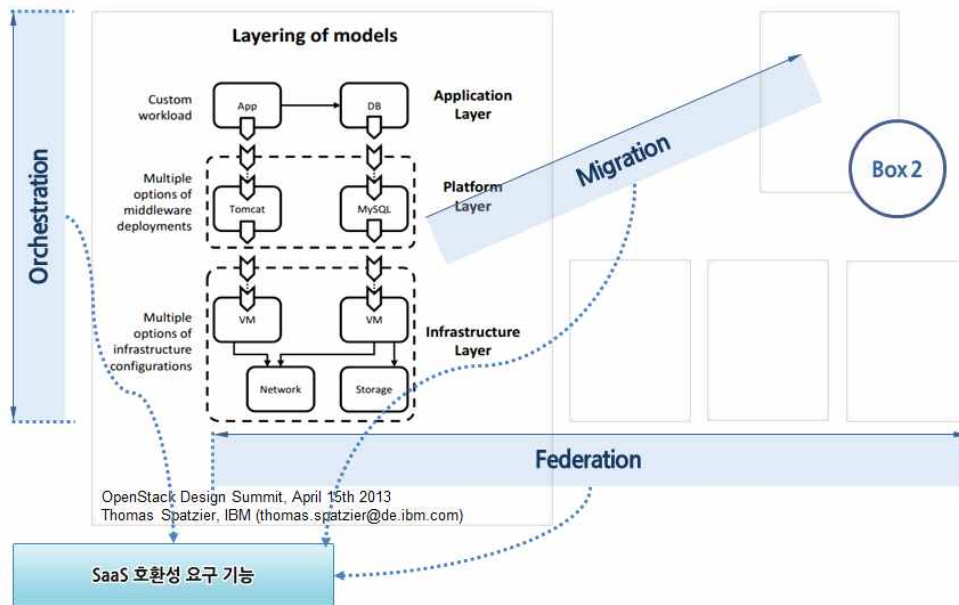 Layering of models
Orchestration
Custom
workload
App
DB
Application
Layer
Migration
Box 2
Multiple
options of
middleware
deployments
Tomcat
MySQL
Platform
Layer
Multiple
options of
infrastructure
configurations
VM
VM
Infrastructure
Layer
Network
Storage
Federation
OpenStack Design Summit, April 15th 2013
Thomas Spatzier, IBM (thomas.spatzier@de.ibm.com)
SaaS 호환성 요구 기능